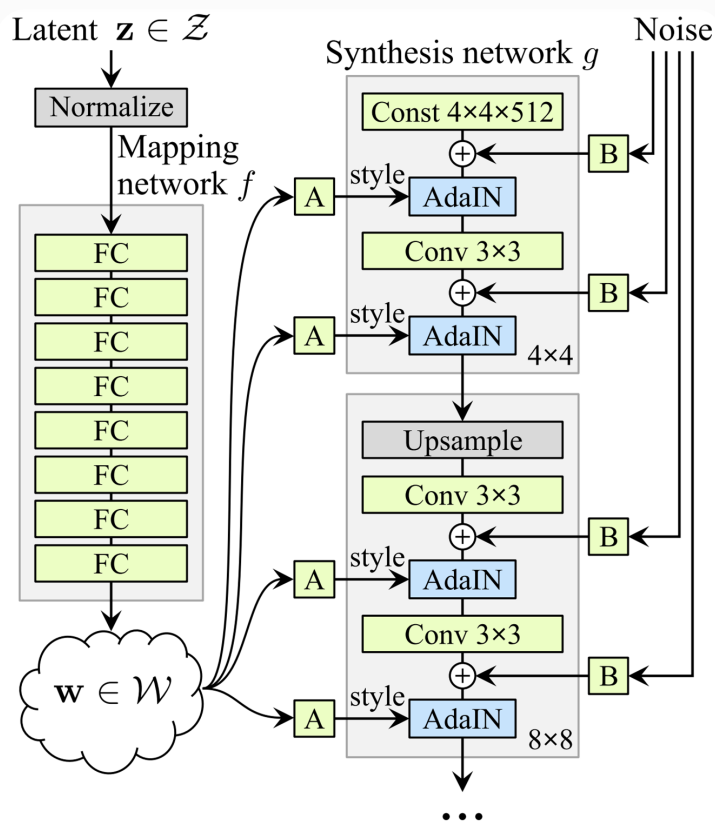 Latent z ∈ 𝒵
Normalize
Mapping
network f
FC
FC
FC
FC
FC
FC
FC
FC
w ∈ 𝒲
Synthesis network g
Noise
Const 4×4×512
B
A
style
AdaIN
Conv 3×3
B
A
style
AdaIN
4×4
Upsample
Conv 3×3
B
A
style
AdaIN
Conv 3×3
B
A
style
AdaIN
8×8
...